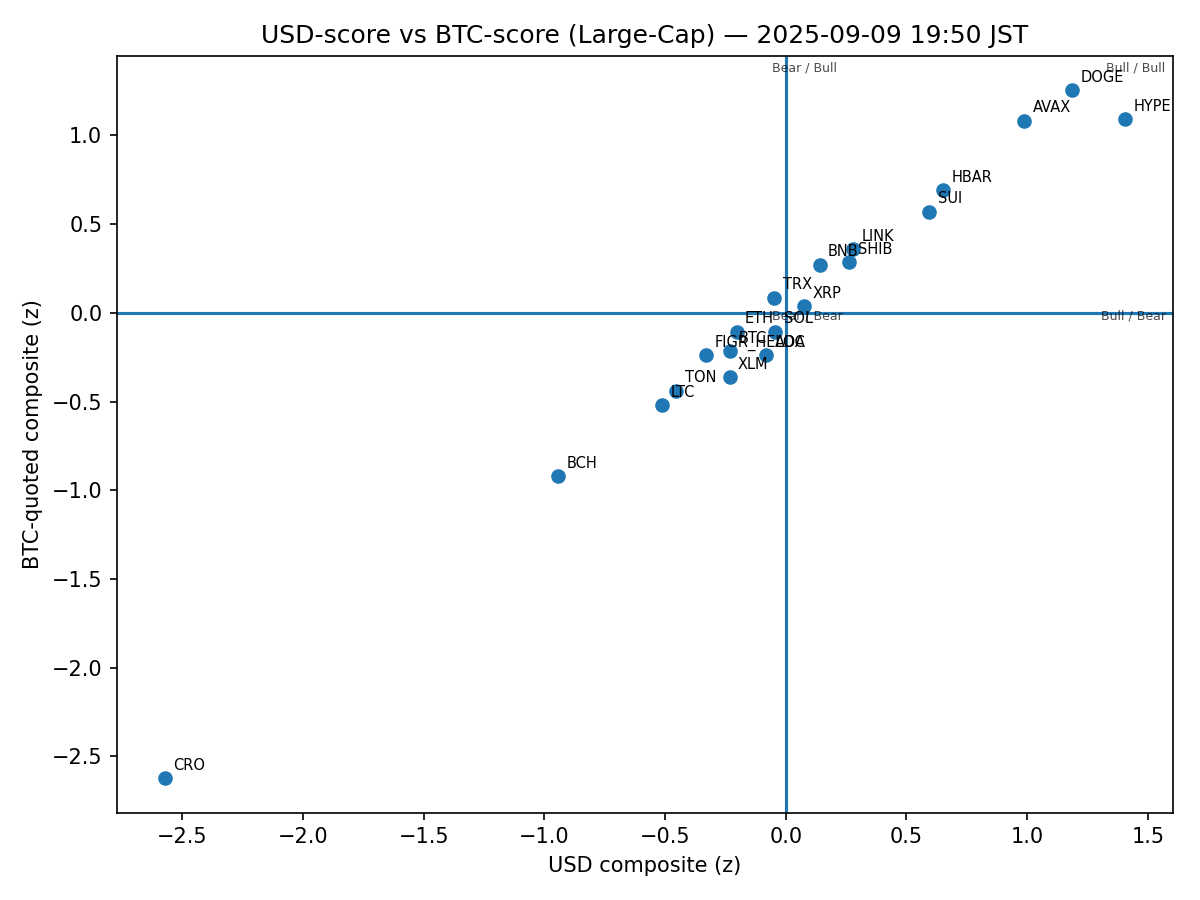 USD-score vs BTC-score (Large-Cap) — 2025-09-09 19:50 JST
Bear / Bull
Bull / Bull
DOGE
HYPE
AVAX
HBAR
SUI
LINK
SHIB
BNB
TRX
XRP
Bear / Bear
Bull / Bear
ETH
SOL
BTC
FIGR_HELOC
ADA
XLM
TON
LTC
BCH
CRO
1.0
0.5
0.0
−0.5
−1.0
−1.5
−2.0
−2.5
BTC-quoted composite (z)
−2.5 −2.0 −1.5 −1.0 −0.5 0.0 0.5 1.0 1.5
USD composite (z)